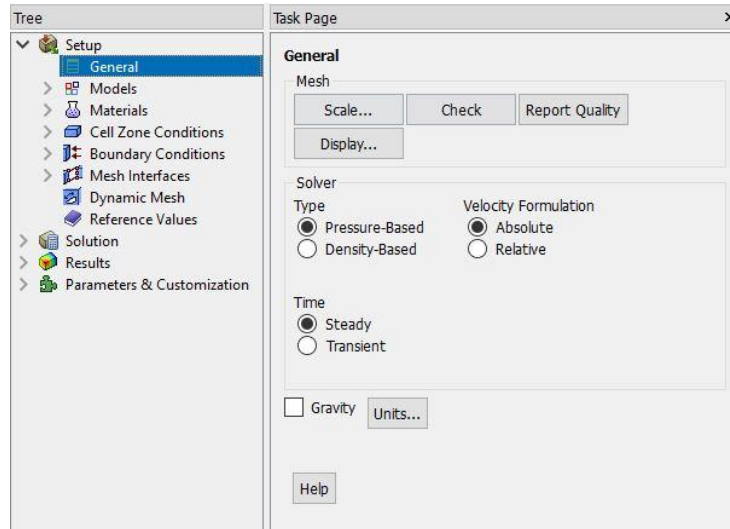 Tree
Setup
General
Models
Materials
Cell Zone Conditions
Boundary Conditions
Mesh Interfaces
Dynamic Mesh
Reference Values
Solution
Results
Parameters & Customization
Task Page
General
Mesh
Scale... Check Report Quality
Display...
Solver
Type Velocity Formulation
Pressure-Based Absolute
Density-Based Relative
Time
Steady
Transient
Gravity Units...
Help